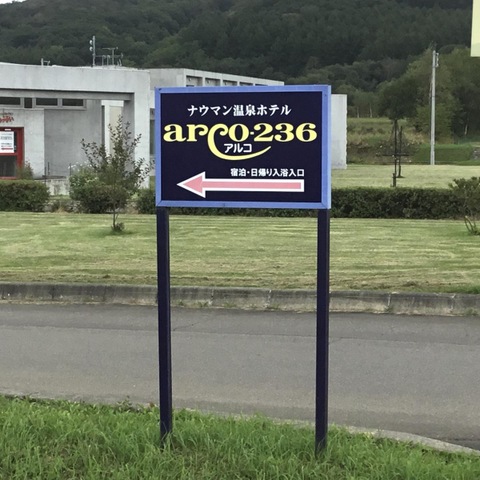 ナウマン温泉ホテル
arco・236
アルコ
宿泊・日帰り入浴入口